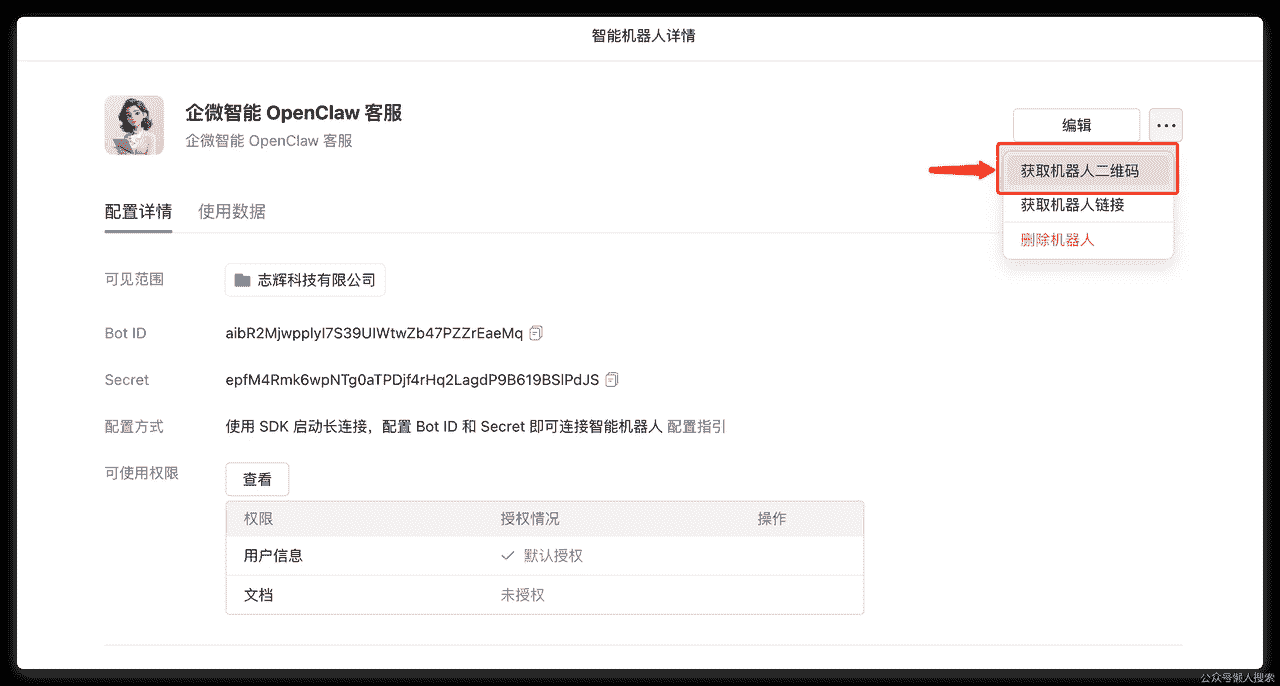 智能机器人详情
企微智能 OpenClaw 客服
企微智能 OpenClaw 客服
编辑
获取机器人二维码
获取机器人链接
删除机器人
配置详情 使用数据
可见范围 志辉科技有限公司
Bot ID aibR2MjwpplyI7S39UIWtwZb47PZZrEaeMq
Secret epfM4Rmk6wpNTg0aTPDjf4rHq2LagdP9B619BSlPdJS
配置方式 使用 SDK 启动长连接，配置 Bot ID 和 Secret 即可连接智能机器人 配置指引
可使用权限 查看
权限 授权情况 操作
用户信息 默认授权
文档 未授权
公众号懒人搜索